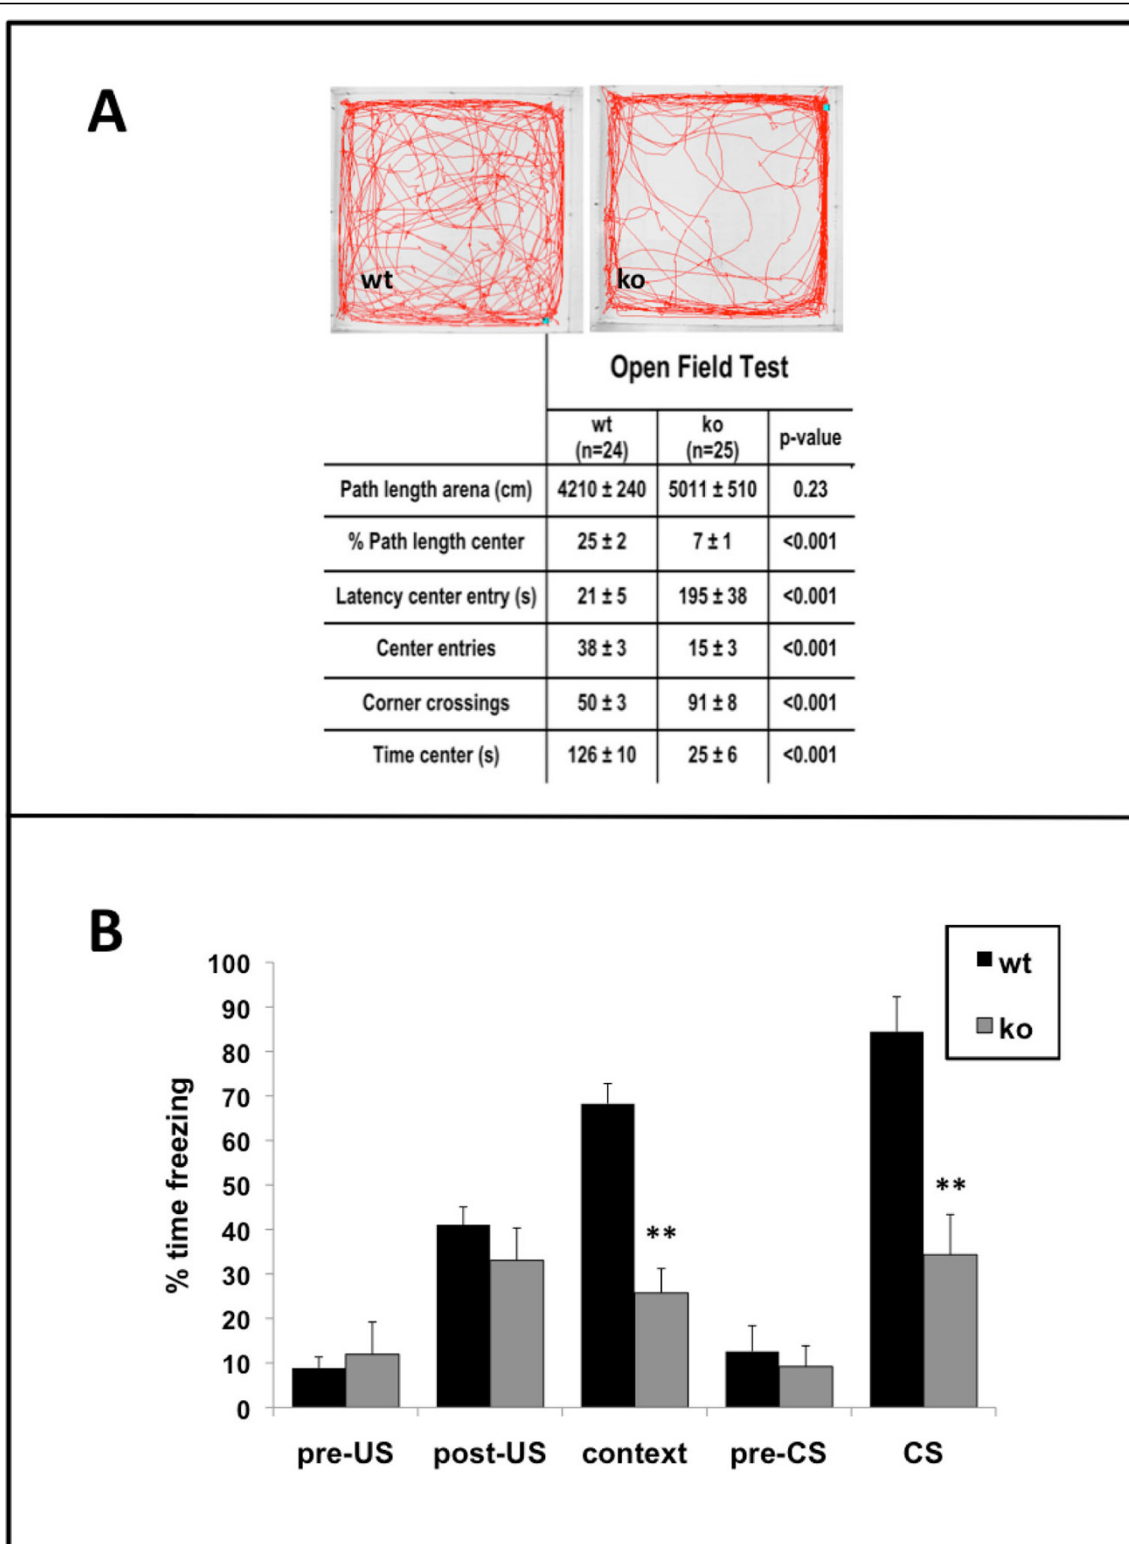 A
wt
ko
Open Field Test
wt
(n=24)
ko
(n=25)
p-value
Path length arena (cm) 4210 ± 240 5011 ± 510 0.23
% Path length center 25 ± 2 7 ± 1 <0.001
Latency center entry (s) 21 ± 5 195 ± 38 <0.001
Center entries 38 ± 3 15 ± 3 <0.001
Corner crossings 50 ± 3 91 ± 8 <0.001
Time center (s) 126 ± 10 25 ± 6 <0.001
B
wt
ko
% time freezing
100
90
80
70
60
50
40
30
20
10
0
**
**
pre-US post-US context pre-CS CS